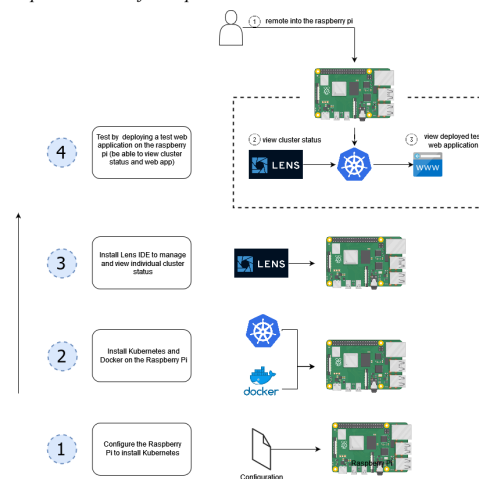 1 remote into the raspberry pi
4
Test by deploying a test web
application on the raspberry
pi (be able to view cluster
status and web app)
2 view cluster status
3 view deployed
web application
LENS
WWW
3
Install Lens IDE to manage
and view individual cluster
status
LENS
2
Install Kubernetes and
Docker on the Raspberry Pi
docker
1
Configure the Raspberry
Pi to install Kubernetes
Raspberry Pi
Configuration